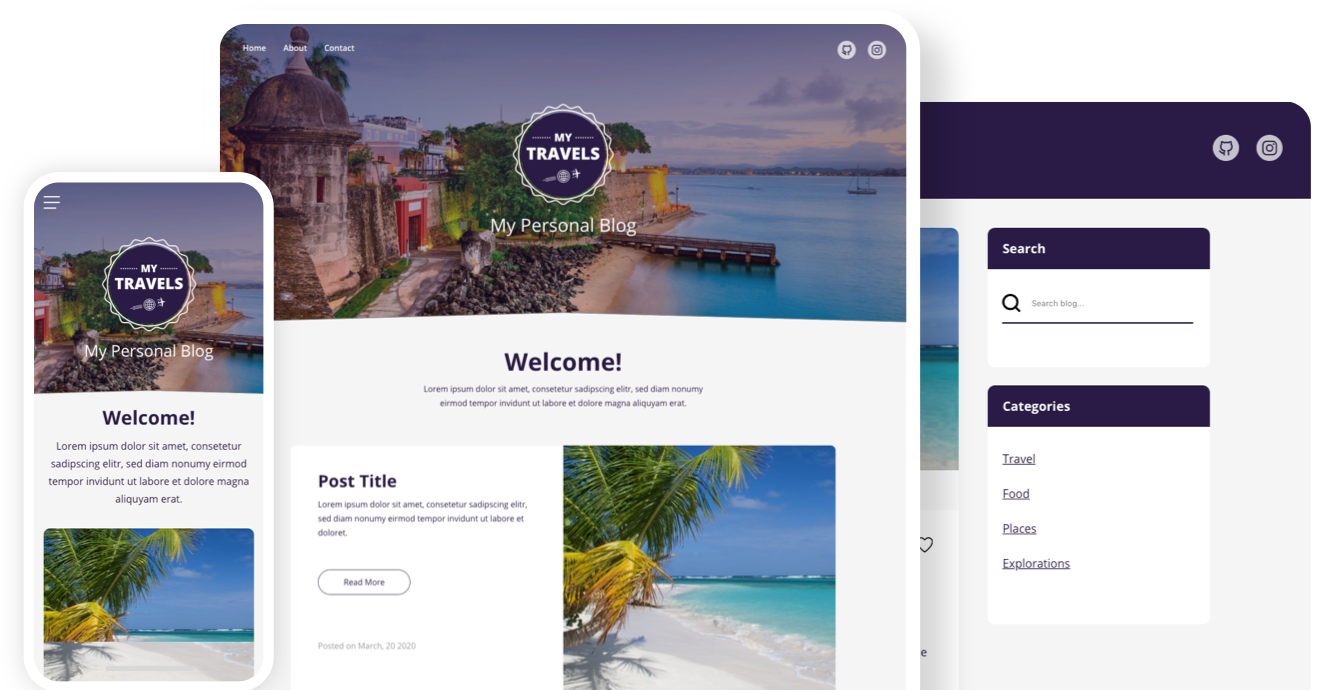 Home About Contact
MY
TRAVELS
My Personal Blog
Welcome!
Lorem ipsum dolor sit amet, consetetur sadipscing elitr, sed diam nonumy
eirmod tempor invidunt ut labore et dolore magna aliquyam erat.
Post Title
Lorem ipsum dolor sit amet, consetetur sadipscing elitr,
sed diam nonumy eirmod tempor invidunt ut labore et
doloret.
Read More
Posted on March, 20 2020
MY
TRAVELS
My Personal Blog
Welcome!
Lorem ipsum dolor sit amet, consetetur
sadipscing elitr, sed diam nonumy eirmod
tempor invidunt ut labore et dolore magna
aliquyam erat.
Search
Search blog...
Categories
Travel
Food
Places
Explorations
e